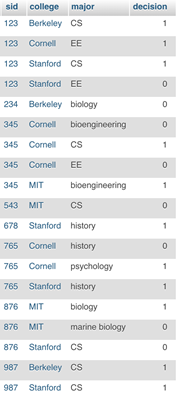 sid college major decision
123 Berkeley CS 1
123 Cornell EE 1
123 Stanford CS 1
123 Stanford EE 0
234 Berkeley biology 0
345 Cornell bioengineering 0
345 Cornell CS 1
345 Cornell EE 0
345 MIT bioengineering 1
543 MIT CS 0
678 Stanford history 1
765 Cornell history 0
765 Cornell psychology 1
765 Stanford history 1
876 MIT biology 1
876 MIT marine biology 0
876 Stanford CS 0
987 Berkeley CS 1
987 Stanford CS 1